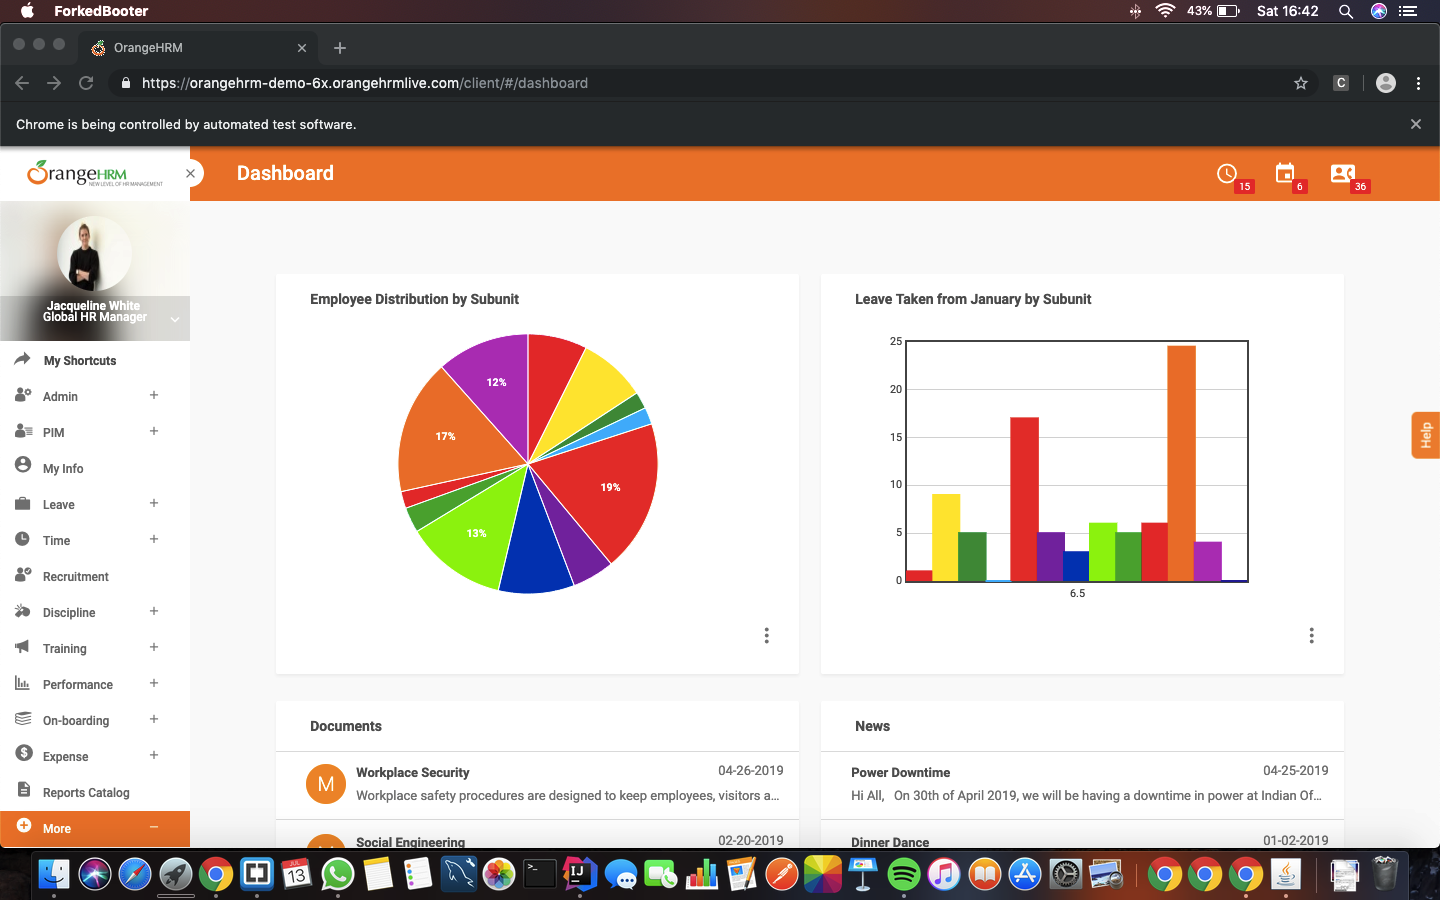 ForkedBooter
43%
Sat 16:42
OrangeHRM
https://orangehrm-demo-6x.orangehrmlive.com/client/#/dashboard
C
Chrome is being controlled by automated test software.
OrangeHRM
NEW LEVEL OF HR MANAGEMENT
Dashboard
15
6
36
Jacqueline White
Global HR Manager
My Shortcuts
Admin
PIM
My Info
Leave
Time
Recruitment
Discipline
Training
Performance
On-boarding
Expense
Reports Catalog
More
Employee Distribution by Subunit
12%
17%
19%
13%
Leave Taken from January by Subunit
25
20
15
10
5
0
6.5
Help
Documents
M
Workplace Security
04-26-2019
Workplace safety procedures are designed to keep employees, visitors a...
Social Engineering
02-20-2019
News
Power Downtime
04-25-2019
Hi All, On 30th of April 2019, we will be having a downtime in power at Indian Of...
Dinner Dance
01-02-2019
JUL
13
IJ